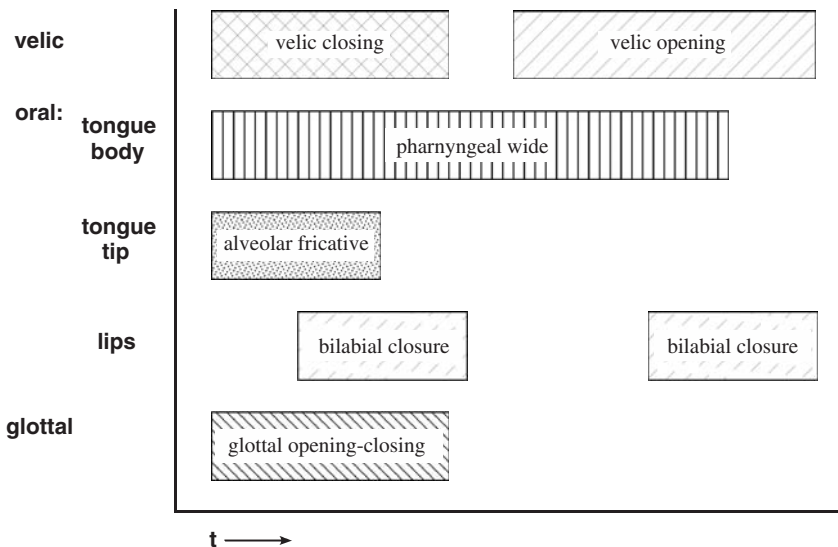 velic
velic closing
velic opening
oral:
tongue
body
pharnyngeal wide
tongue
tip
alveolar fricative
lips
bilabial closure
bilabial closure
glottal
glottal opening-closing
t